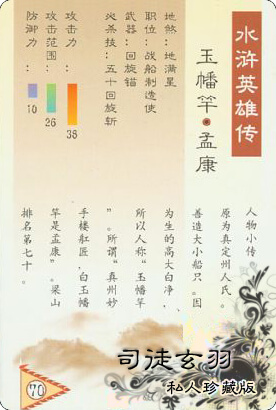 水浒英雄传
玉幡竿●孟康
地煞：地满星
职位：战船制造使
武器：回旋锚
必杀技：五十回旋斩
攻击力：
38
攻击范围：
26
防御力：
10
人物小传。
原为真定州人氏。
善造大小船只。因
为生的高大白净，
所以人称“玉幡竿
”。所谓“真州妙
手楼舡匠，白玉幡
竿是孟康”。梁山
排名第七十。
70
司徒玄羽
私人珍藏版